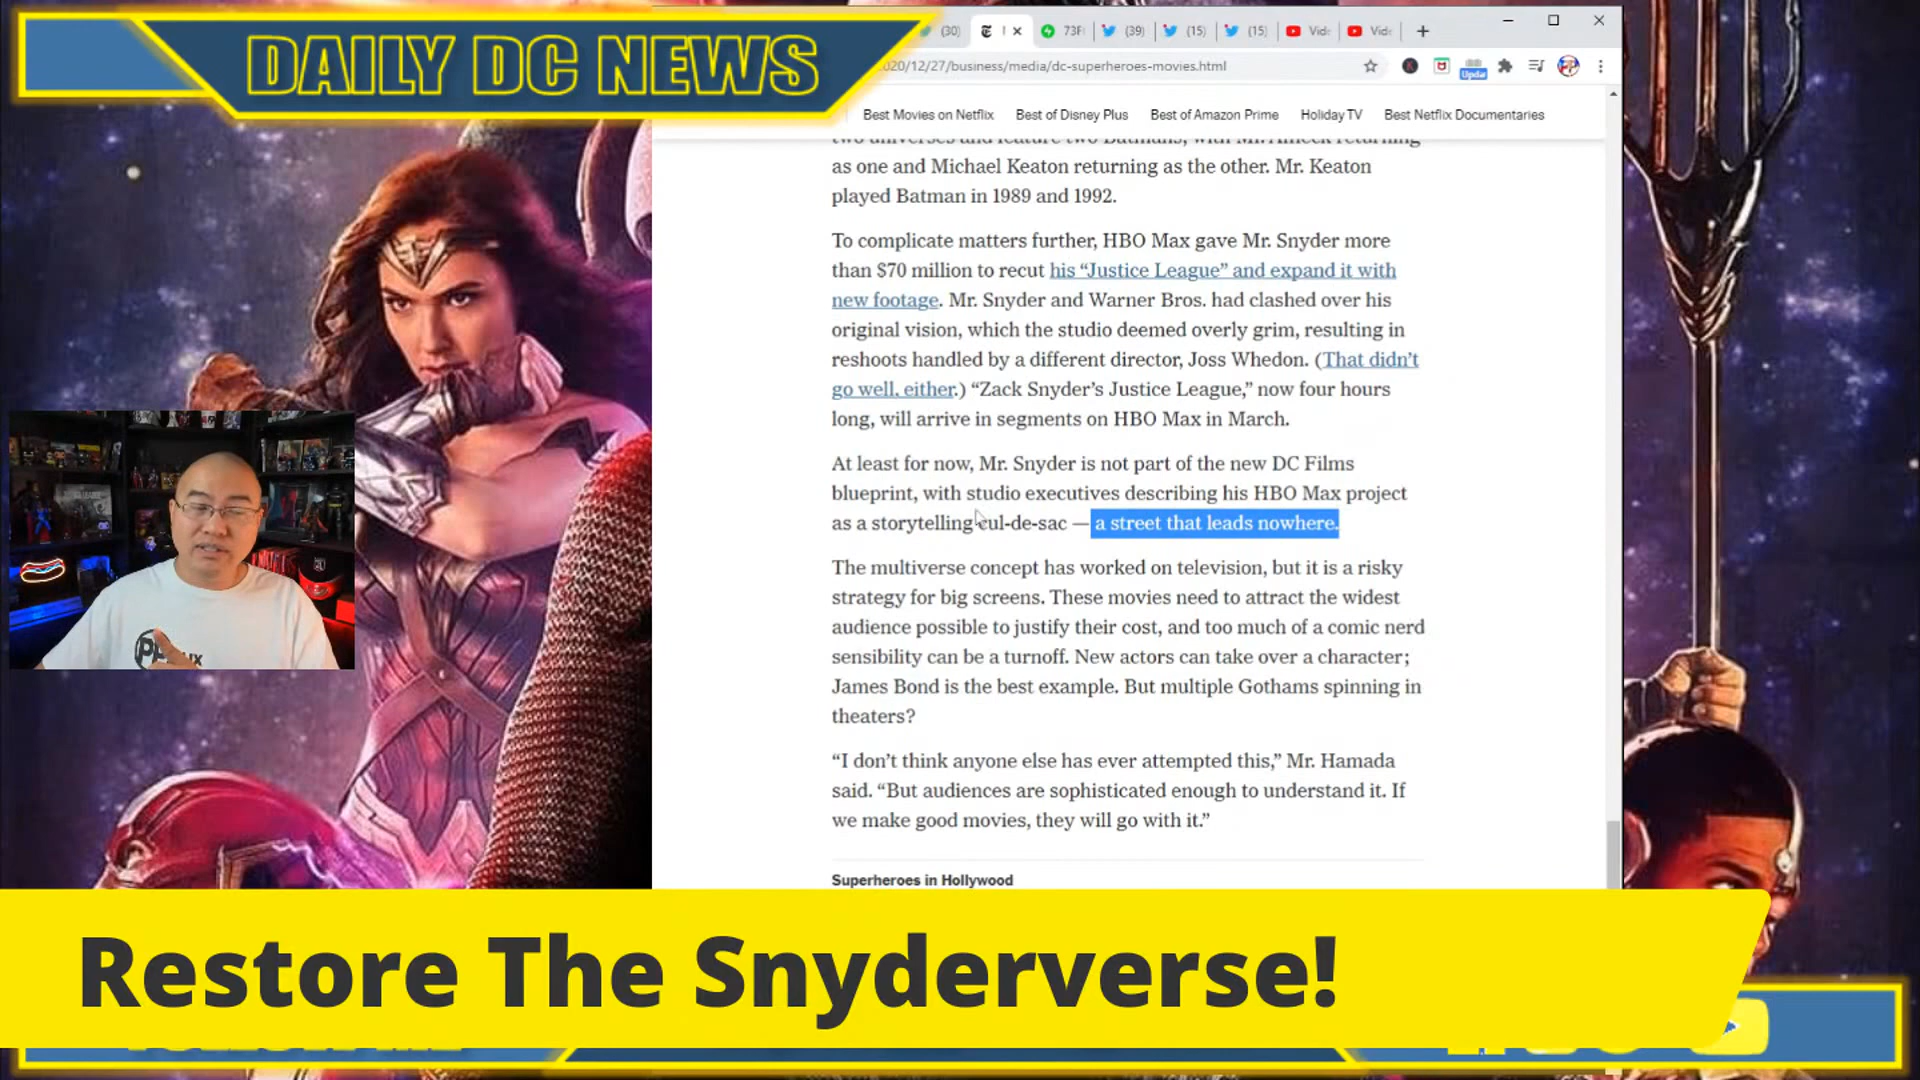 DAILY DC NEWS
(30)
73F
(39)
(15)
(15)
Vid
Vid
020/12/27/business/media/dc-superheroes-movies.html
Updat
Best Movies on Netflix Best of Disney Plus Best of Amazon Prime Holiday TV Best Netflix Documentaries
two universes and feature two Batmans, with Mr. Affleck returning
as one and Michael Keaton returning as the other. Mr. Keaton
played Batman in 1989 and 1992.
To complicate matters further, HBO Max gave Mr. Snyder more
than $70 million to recut his “Justice League” and expand it with
new footage. Mr. Snyder and Warner Bros. had clashed over his
original vision, which the studio deemed overly grim, resulting in
reshoots handled by a different director, Joss Whedon. (That didn’t
go well, either.) “Zack Snyder’s Justice League,” now four hours
long, will arrive in segments on HBO Max in March.
At least for now, Mr. Snyder is not part of the new DC Films
blueprint, with studio executives describing his HBO Max project
as a storytelling cul-de-sac — a street that leads nowhere.
The multiverse concept has worked on television, but it is a risky
strategy for big screens. These movies need to attract the widest
audience possible to justify their cost, and too much of a comic nerd
sensibility can be a turnoff. New actors can take over a character;
James Bond is the best example. But multiple Gothams spinning in
theaters?
“I don’t think anyone else has ever attempted this,” Mr. Hamada
said. “But audiences are sophisticated enough to understand it. If
we make good movies, they will go with it.”
Superheroes in Hollywood
Restore The Snyderverse!